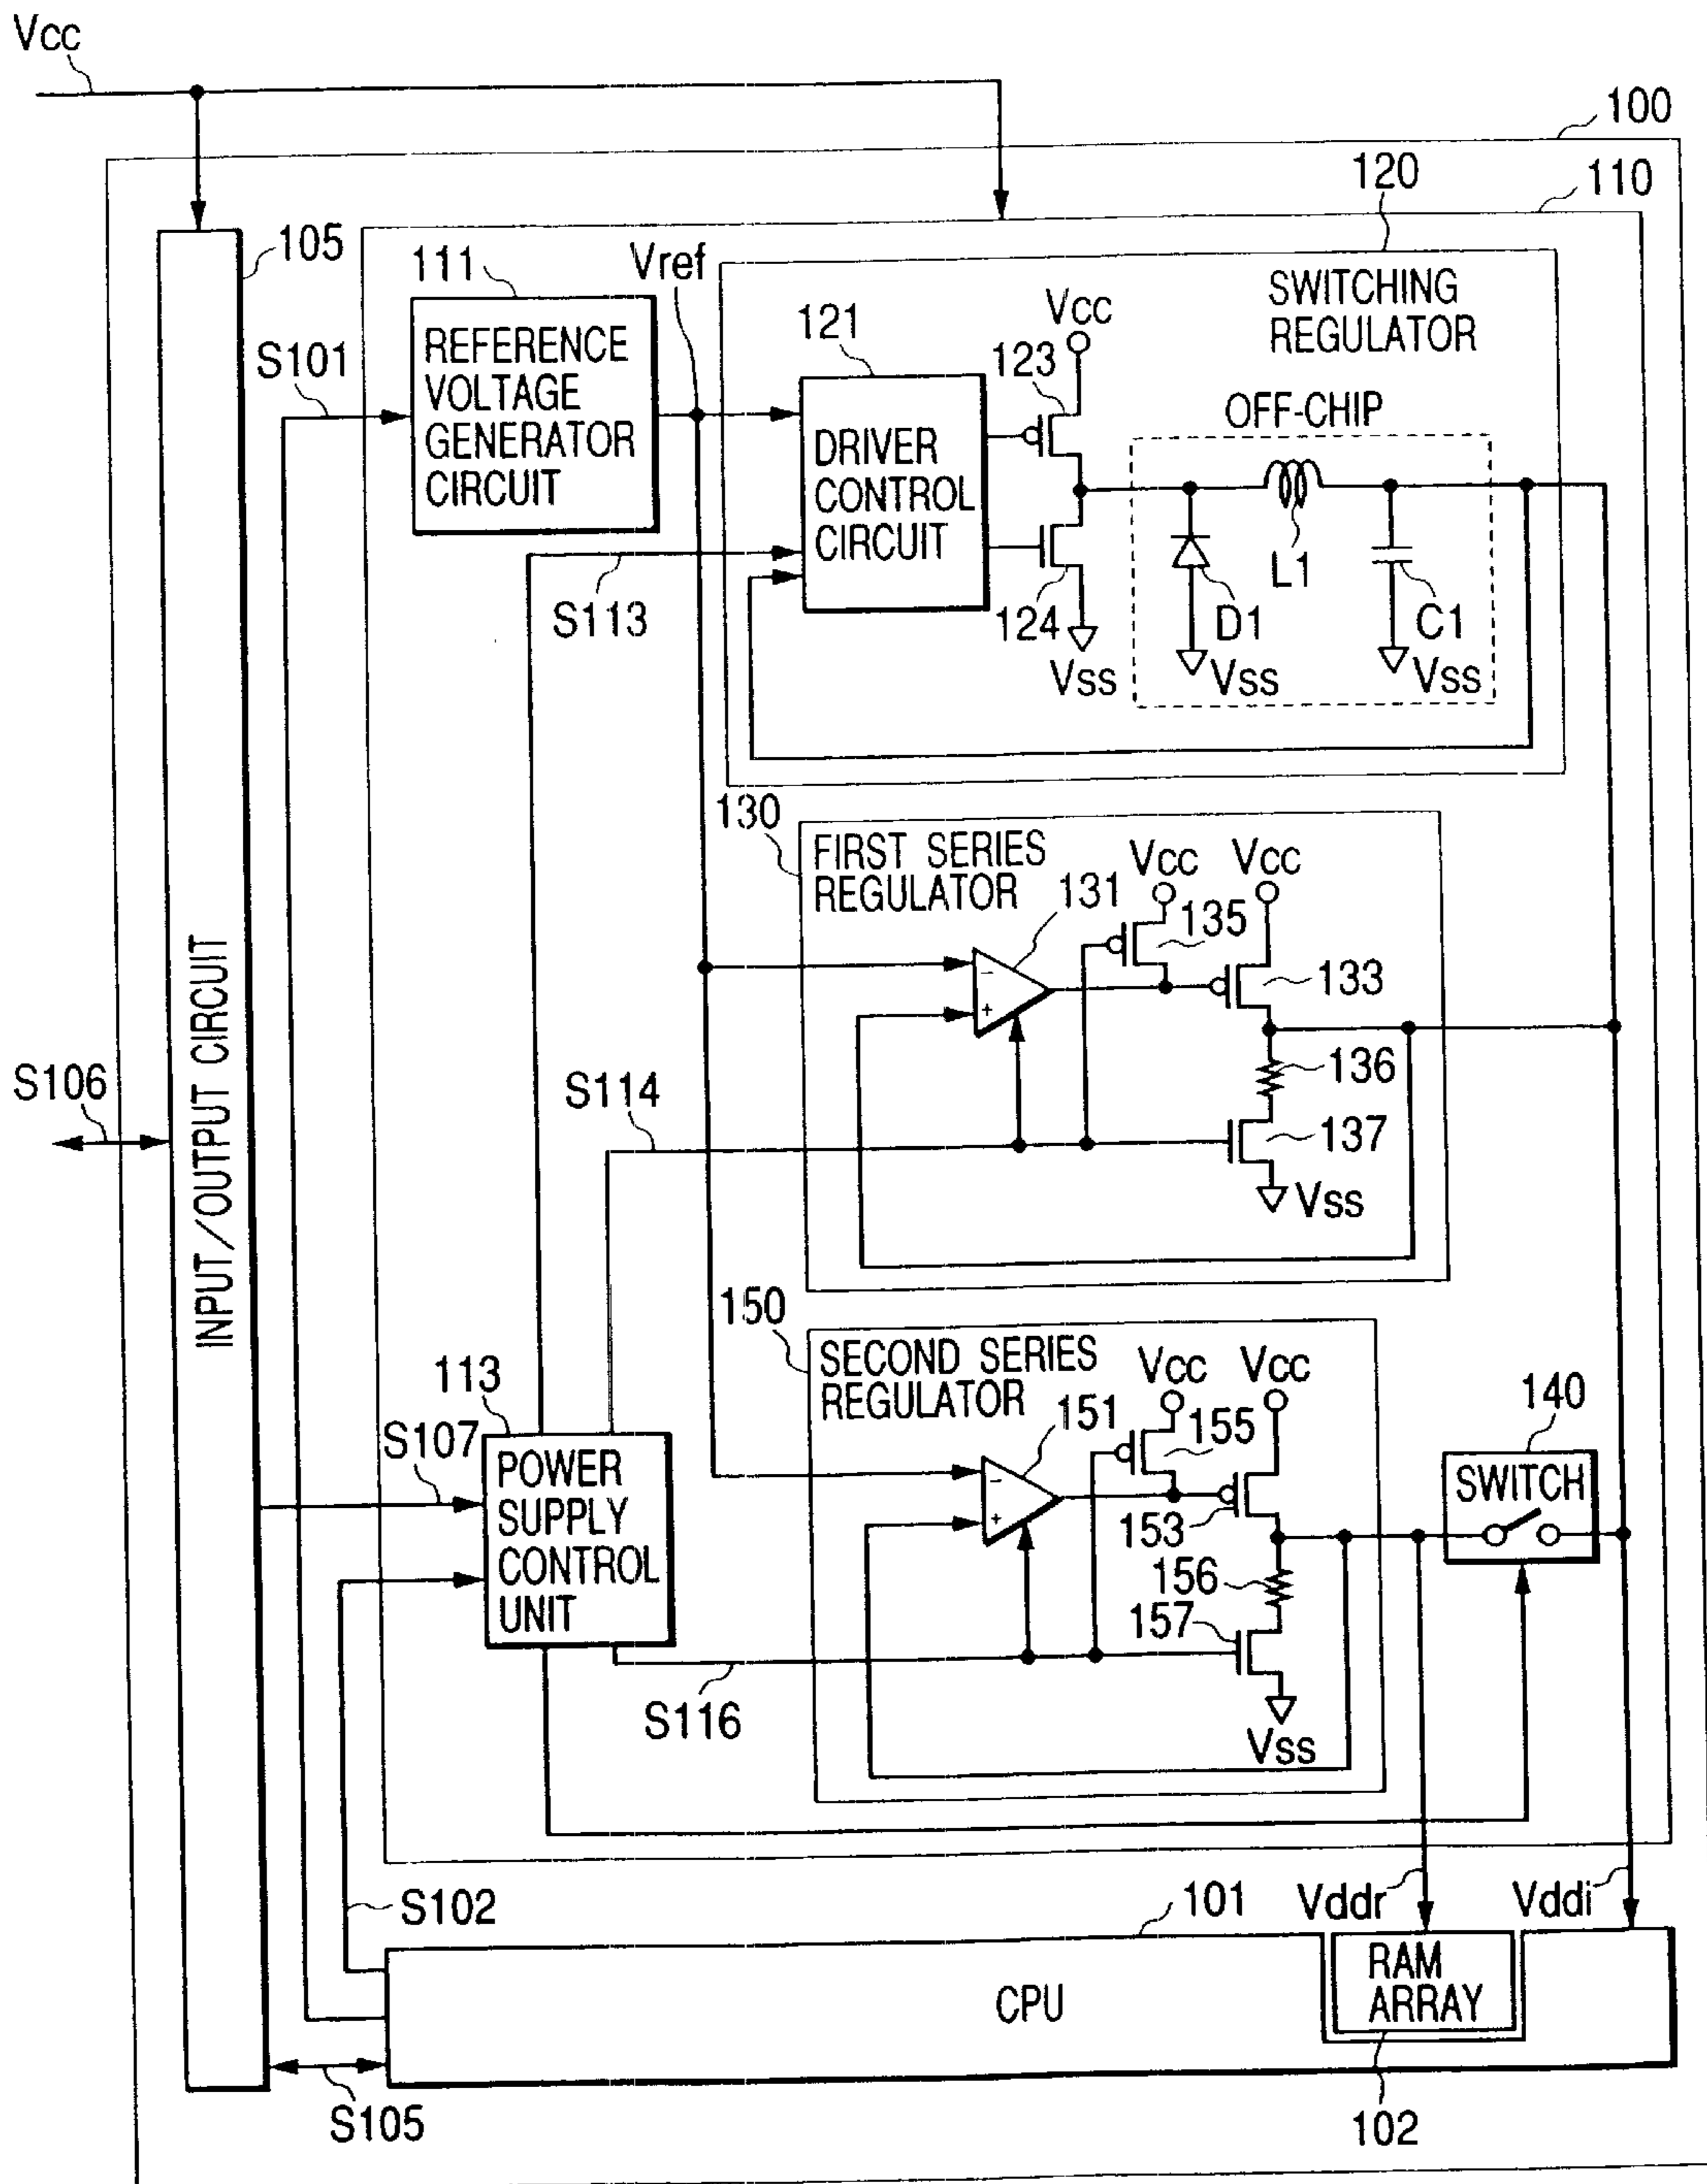 Vcc
100
110
120
105
111
Vref
SWITCHING
REGULATOR
Vcc
121
123
S101
REFERENCE
VOLTAGE
GENERATOR
CIRCUIT
OFF-CHIP
DRIVER
CONTROL
CIRCUIT
L1
S113
124
D1
C1
Vss
Vss
Vss
130
FIRST SERIES
REGULATOR
Vcc
Vcc
131
135
133
-
+
136
S106
S114
137
Vss
INPUT/OUTPUT CIRCUIT
150
SECOND SERIES
REGULATOR
Vcc
Vcc
113
151
155
140
S107
POWER
SUPPLY
CONTROL
UNIT
-
+
153
SWITCH
156
157
S116
Vss
S102
101
Vddr
Vddi
CPU
RAM
ARRAY
S105
102